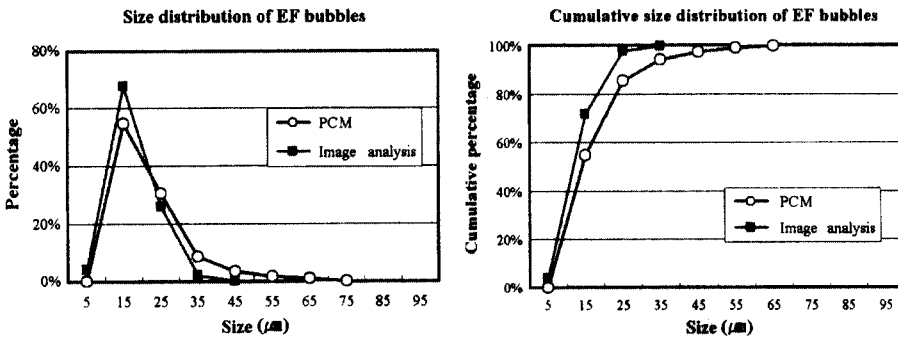 Size distribution of EF bubbles
80%
60%
40%
20%
0%
Percentage
PCM
Image analysis
5 15 25 35 45 55 65 75 85 95
Size (㎛)
Cumulative size distribution of EF bubbles
100%
80%
60%
40%
20%
0%
Cumulative percentage
PCM
Image analysis
5 15 25 35 45 55 65 75 85 95
Size (㎛)